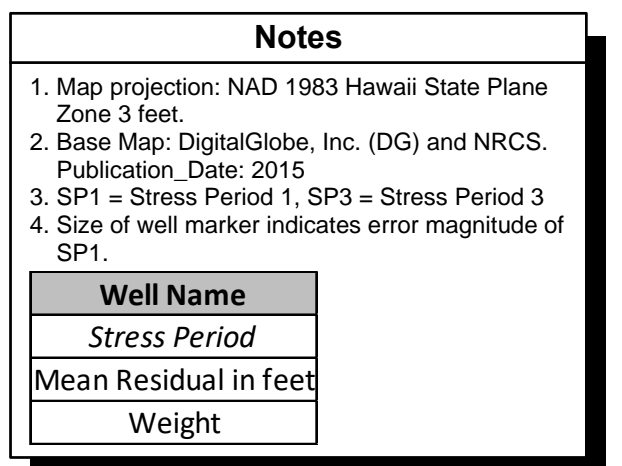 Notes
1. Map projection: NAD 1983 Hawaii State Plane
Zone 3 feet.
2. Base Map: DigitalGlobe, Inc. (DG) and NRCS.
Publication_Date: 2015
3. SP1 = Stress Period 1, SP3 = Stress Period 3
4. Size of well marker indicates error magnitude of
SP1.
Well Name
Stress Period
Mean Residual in feet
Weight